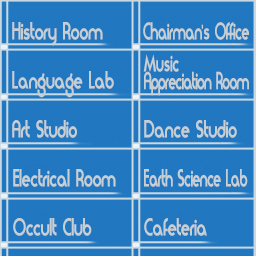 History Room
Chairman's Office
Language Lab
Music
Appreciation Room
Art Studio
Dance Studio
Electrical Room
Earth Science Lab
Occult Club
Cafeteria